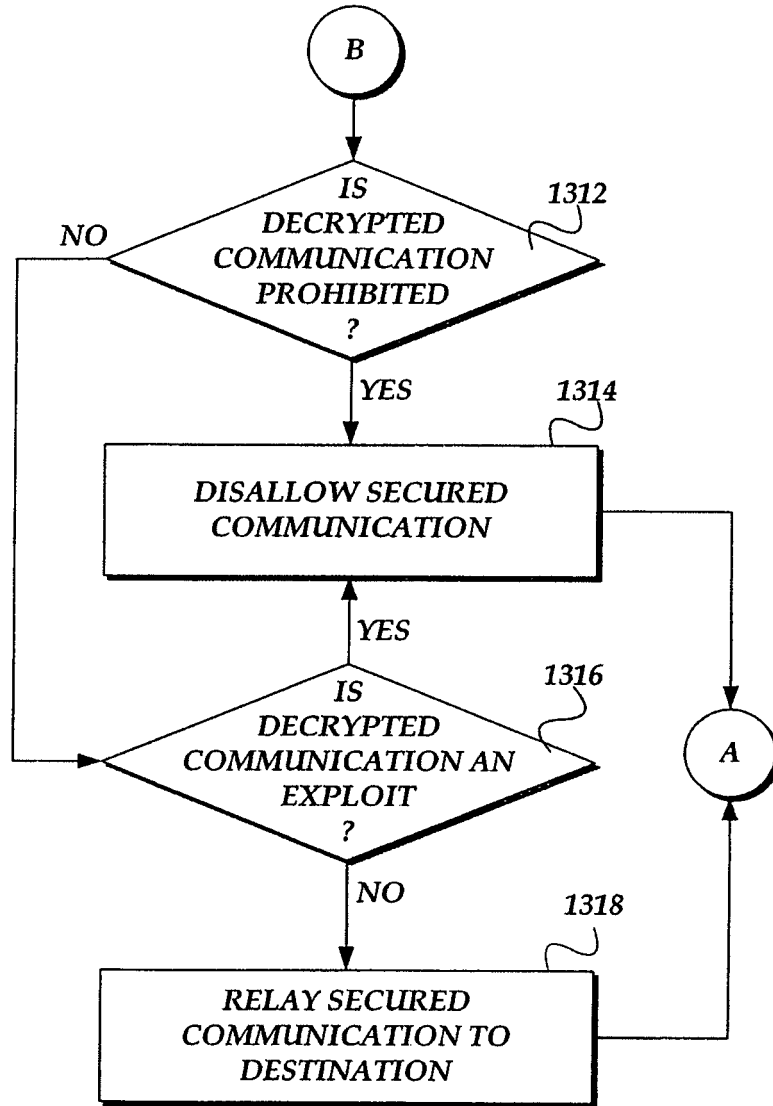 B
IS
DECRYPTED
COMMUNICATION
PROHIBITED
?
1312
NO
YES
1314
DISALLOW SECURED
COMMUNICATION
YES
1316
IS
DECRYPTED
COMMUNICATION AN
EXPLOIT
?
A
NO
1318
RELAY SECURED
COMMUNICATION TO
DESTINATION